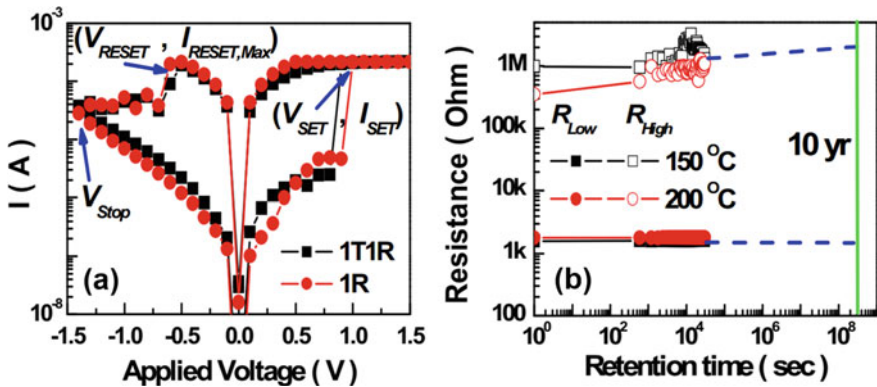 (a)
10⁻³
10⁻⁸
I ( A )
(V_RESET , I_RESET,Max)
(V_SET , I_SET)
V_Stop
1T1R
1R
-1.5 -1.0 -0.5 0.0 0.5 1.0 1.5
Applied Voltage ( V )
(b)
Resistance ( Ohm )
1M
100k
10k
1k
100
R_Low R_High
150 °C
200 °C
10 yr
10⁰ 10² 10⁴ 10⁶ 10⁸
Retention time ( sec )